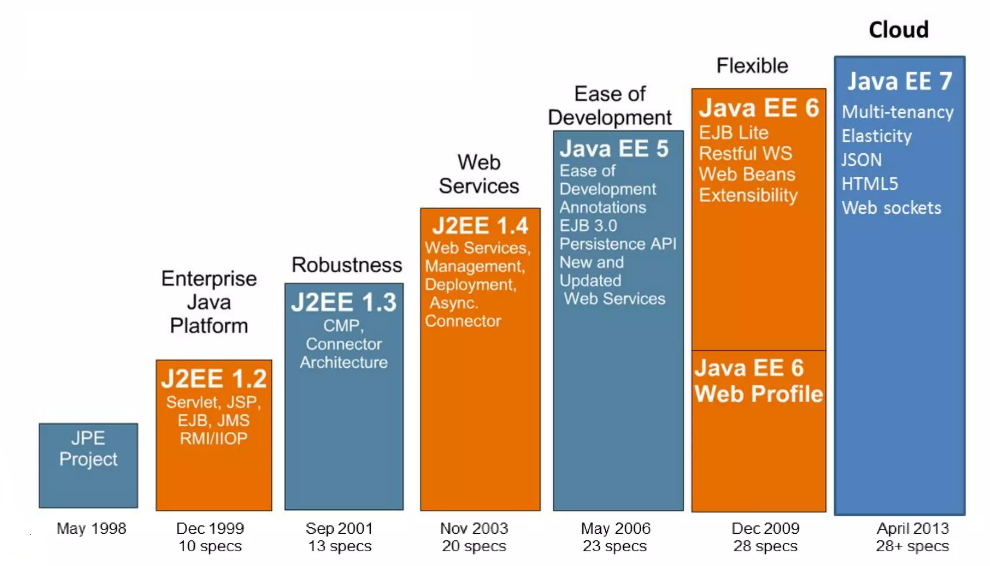 JPE
Project
May 1998
Enterprise
Java
Platform
J2EE 1.2
Servlet, JSP,
EJB, JMS
RMI/IIOP
Dec 1999
10 specs
Robustness
J2EE 1.3
CMP,
Connector
Architecture
Sep 2001
13 specs
Web
Services
J2EE 1.4
Web Services,
Management,
Deployment,
Async.
Connector
Nov 2003
20 specs
Ease of
Development
Java EE 5
Ease of
Development
Annotations
EJB 3.0
Persistence API
New and
Updated
Web Services
May 2006
23 specs
Flexible
Java EE 6
EJB Lite
Restful WS
Web Beans
Extensibility
Java EE 6
Web Profile
Dec 2009
28 specs
Cloud
Java EE 7
Multi-tenancy
Elasticity
JSON
HTML5
Web sockets
April 2013
28+ specs